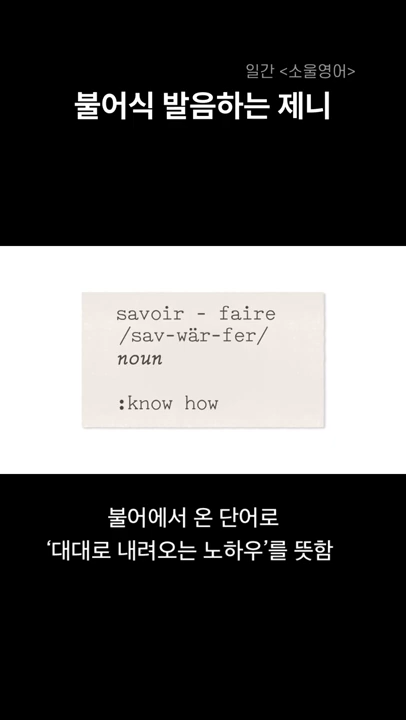 일간 <소울영어>
불어식 발음하는 제니
savoir - faire
/sav-wär-fer/
noun
:know how
불어에서 온 단어로
‘대대로 내려오는 노하우’를 뜻함